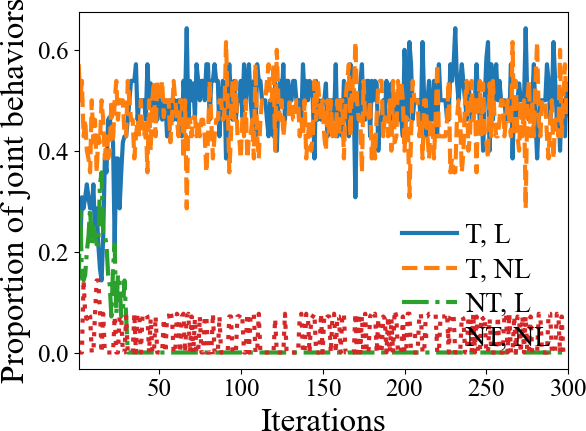 Proportion of joint behaviors
0.6
0.4
0.2
0.0
T, L
T, NL
NT, L
NT, NL
50
100
150
200
250
300
Iterations